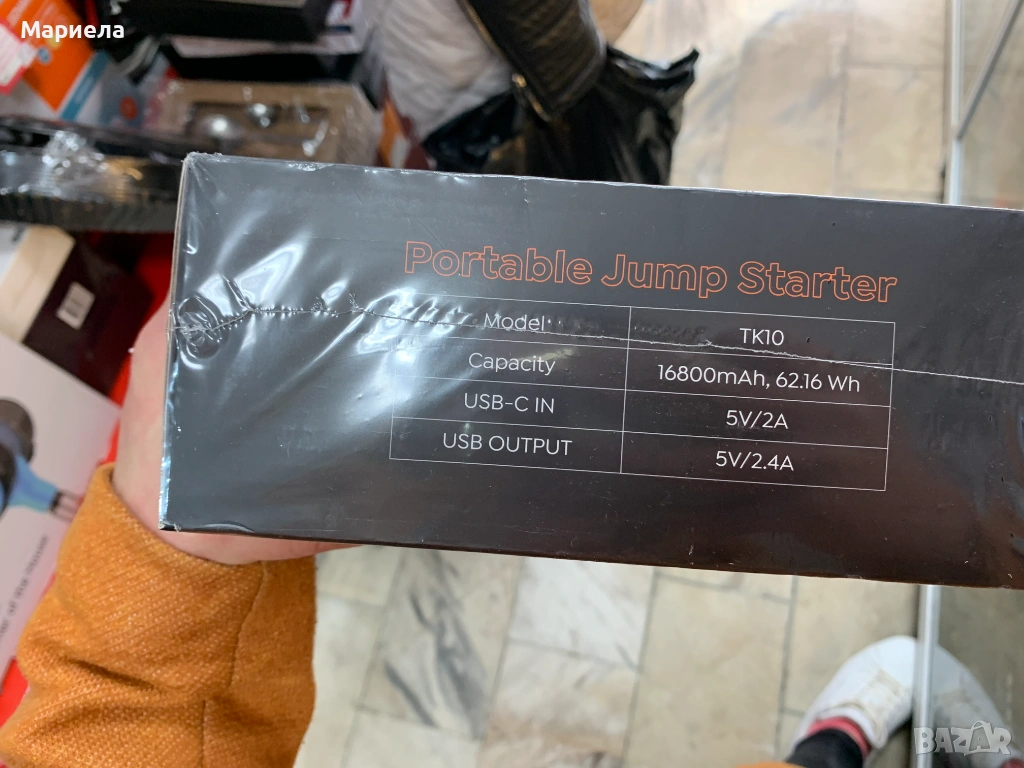 Мариела
Portable Jump Starter
Model TK10
Capacity 16800mAh, 62.16 Wh
USB-C IN 5V/2A
USB OUTPUT 5V/2.4A
BAZAR